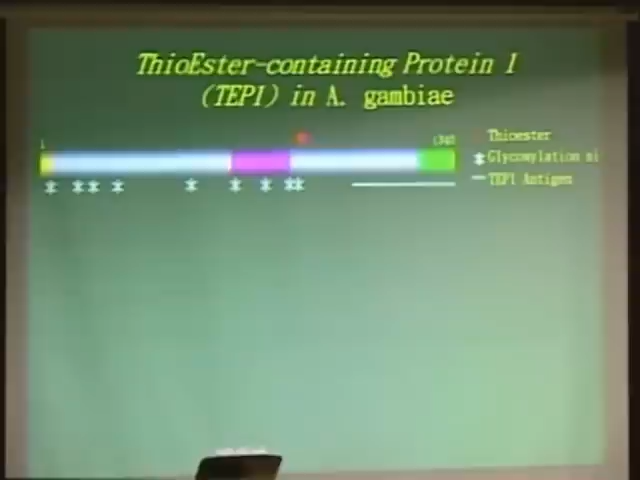 ThioEster-containing Protein 1
(TEP1) in A. gambiae
1
Thioester
Glycosylation si
TEP1 Antigen